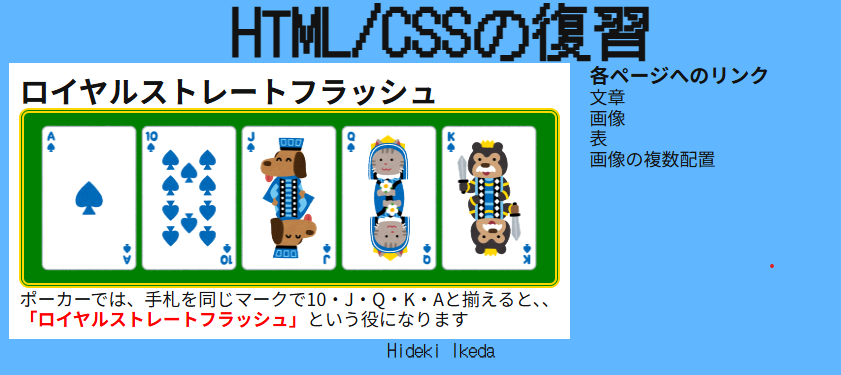 HTML/CSSの復習
ロイヤルストレートフラッシュ
A
10
J
Q
K
A
10
J
Q
K
ポーカーでは、手札を同じマークで10・J・Q・K・Aと揃えると、、
「ロイヤルストレートフラッシュ」という役になります
各ページへのリンク
文章
画像
表
画像の複数配置
Hideki Ikeda